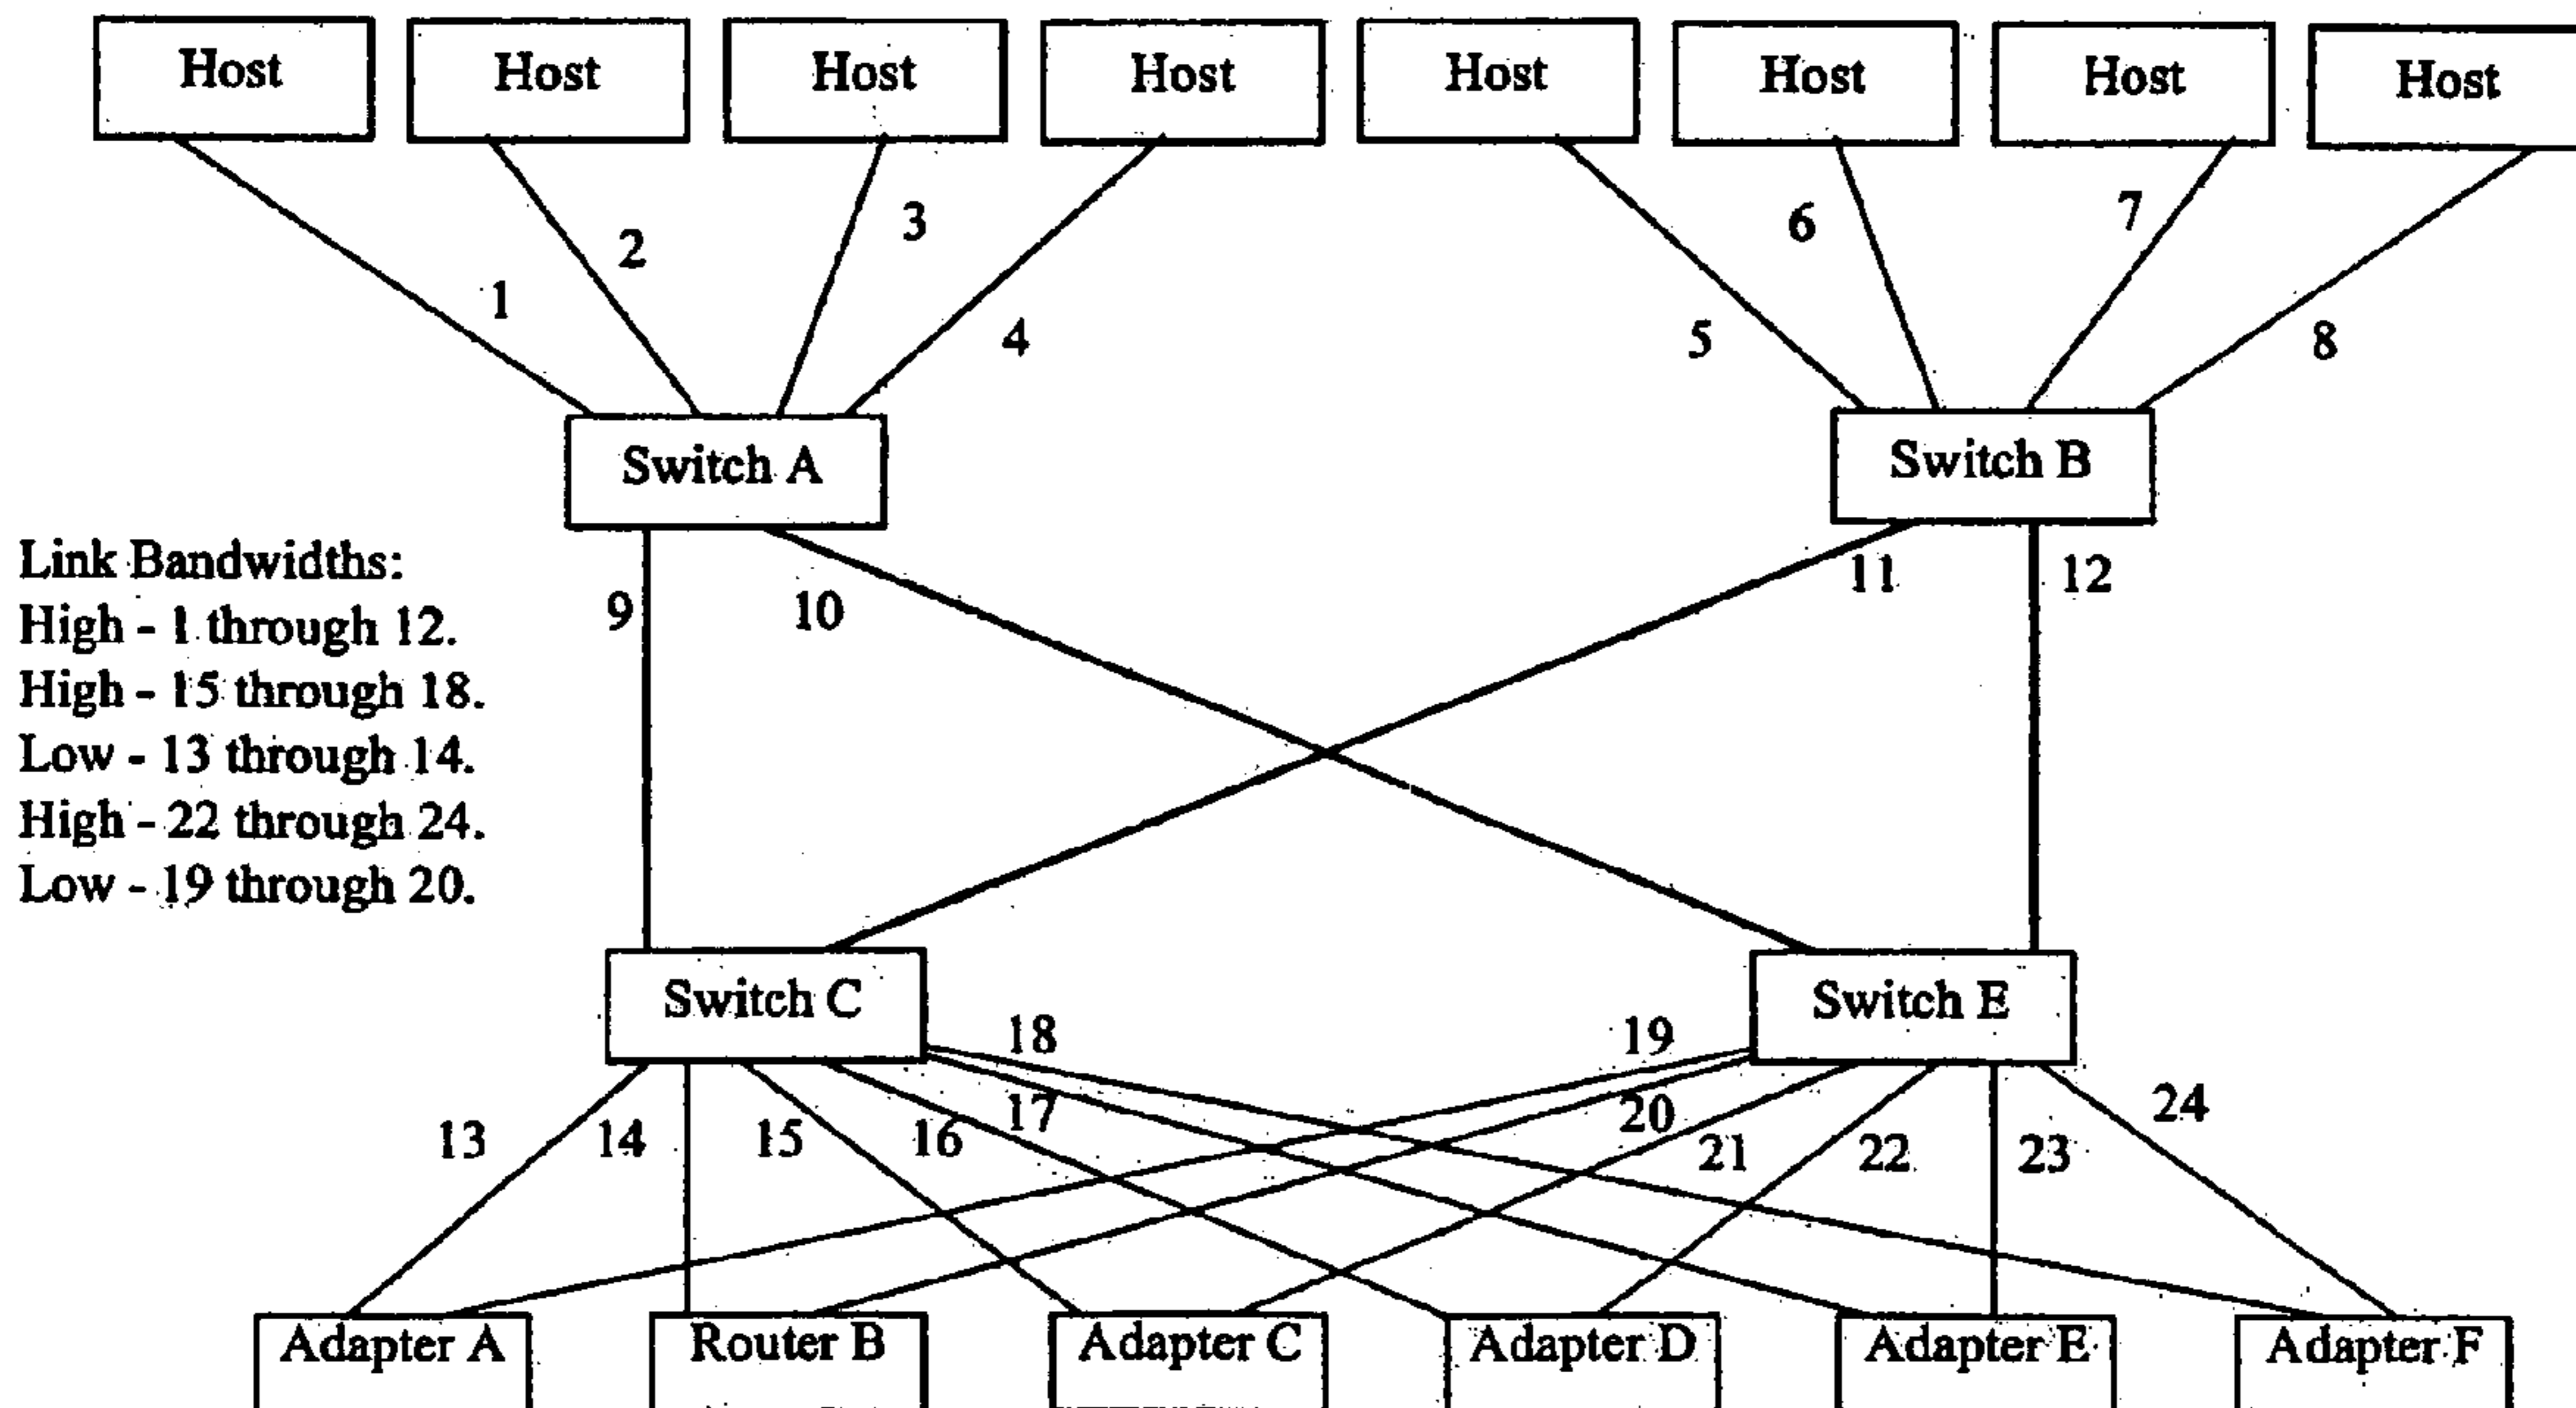 Host Host Host Host Host Host Host Host
1 2 3 4 5 6 7 8
Switch A Switch B
Link Bandwidths:
High - 1 through 12.
High - 15 through 18.
Low - 13 through 14.
High - 22 through 24.
Low - 19 through 20.
9 10 11 12
Switch C Switch E
18 19
13 14 15 16 17 20 21 22 23 24
Adapter A Router B Adapter C Adapter D Adapter E Adapter F